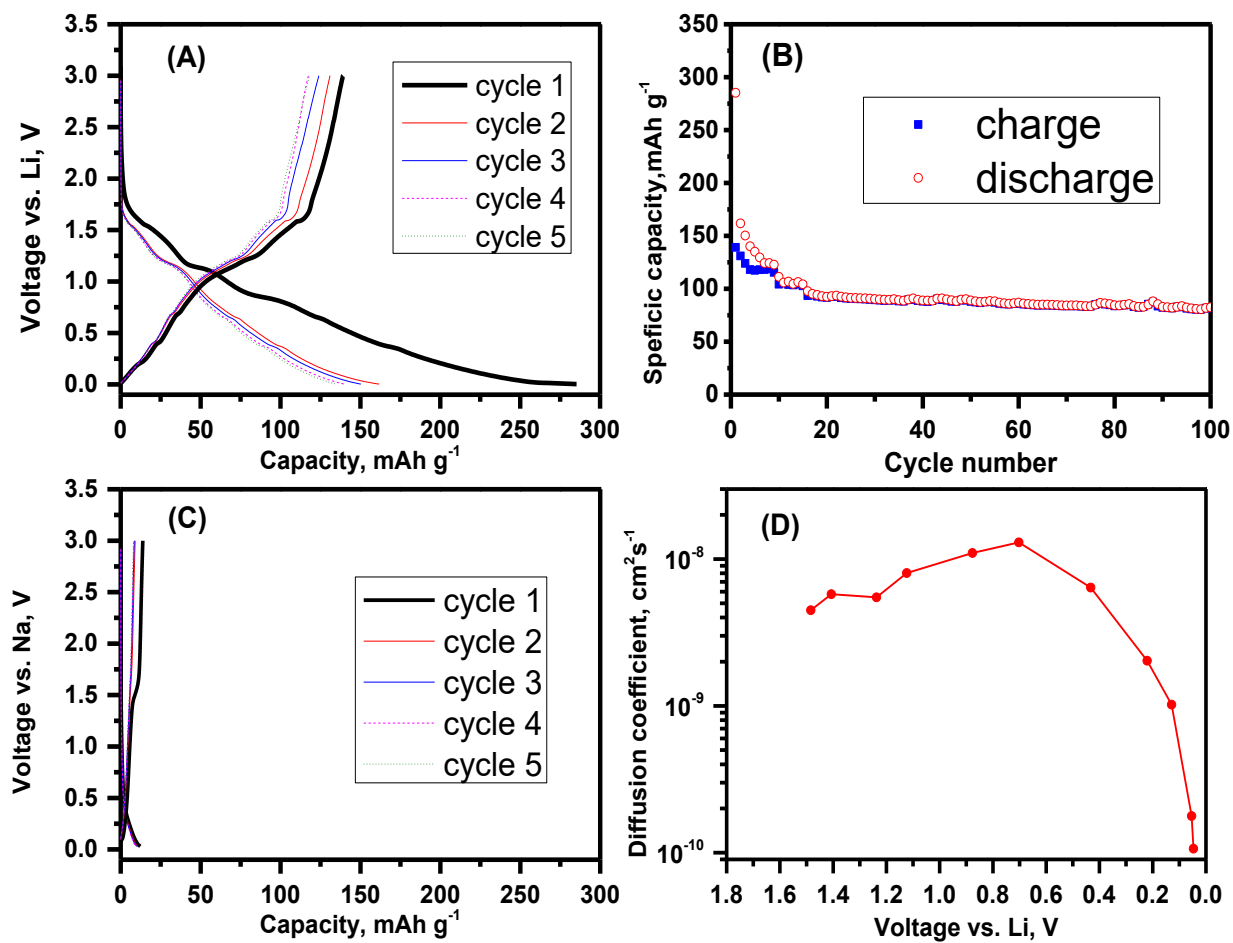 (A)
Voltage vs. Li, V
3.5
3.0
2.5
2.0
1.5
1.0
0.5
0.0
cycle 1
cycle 2
cycle 3
cycle 4
cycle 5
0 50 100 150 200 250 300
Capacity, mAh g⁻¹
(B)
Speficic capacity,mAh g⁻¹
350
300
250
200
150
100
50
0
charge
discharge
0 20 40 60 80 100
Cycle number
(C)
Voltage vs. Na, V
3.5
3.0
2.5
2.0
1.5
1.0
0.5
0.0
cycle 1
cycle 2
cycle 3
cycle 4
cycle 5
0 50 100 150 200 250 300
Capacity, mAh g⁻¹
(D)
Diffusion coefficient, cm²s⁻¹
10⁻⁸
10⁻⁹
10⁻¹⁰
1.8 1.6 1.4 1.2 1.0 0.8 0.6 0.4 0.2 0.0
Voltage vs. Li, V